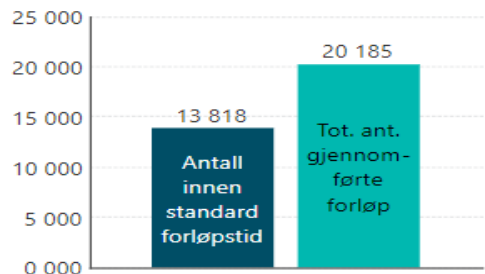 25 000
20 000
15 000
10 000
5 000
0 000
13 818
20 185
Antall
innen
standard
forløpstid
Tot. ant.
gjennom-
førte
forløp